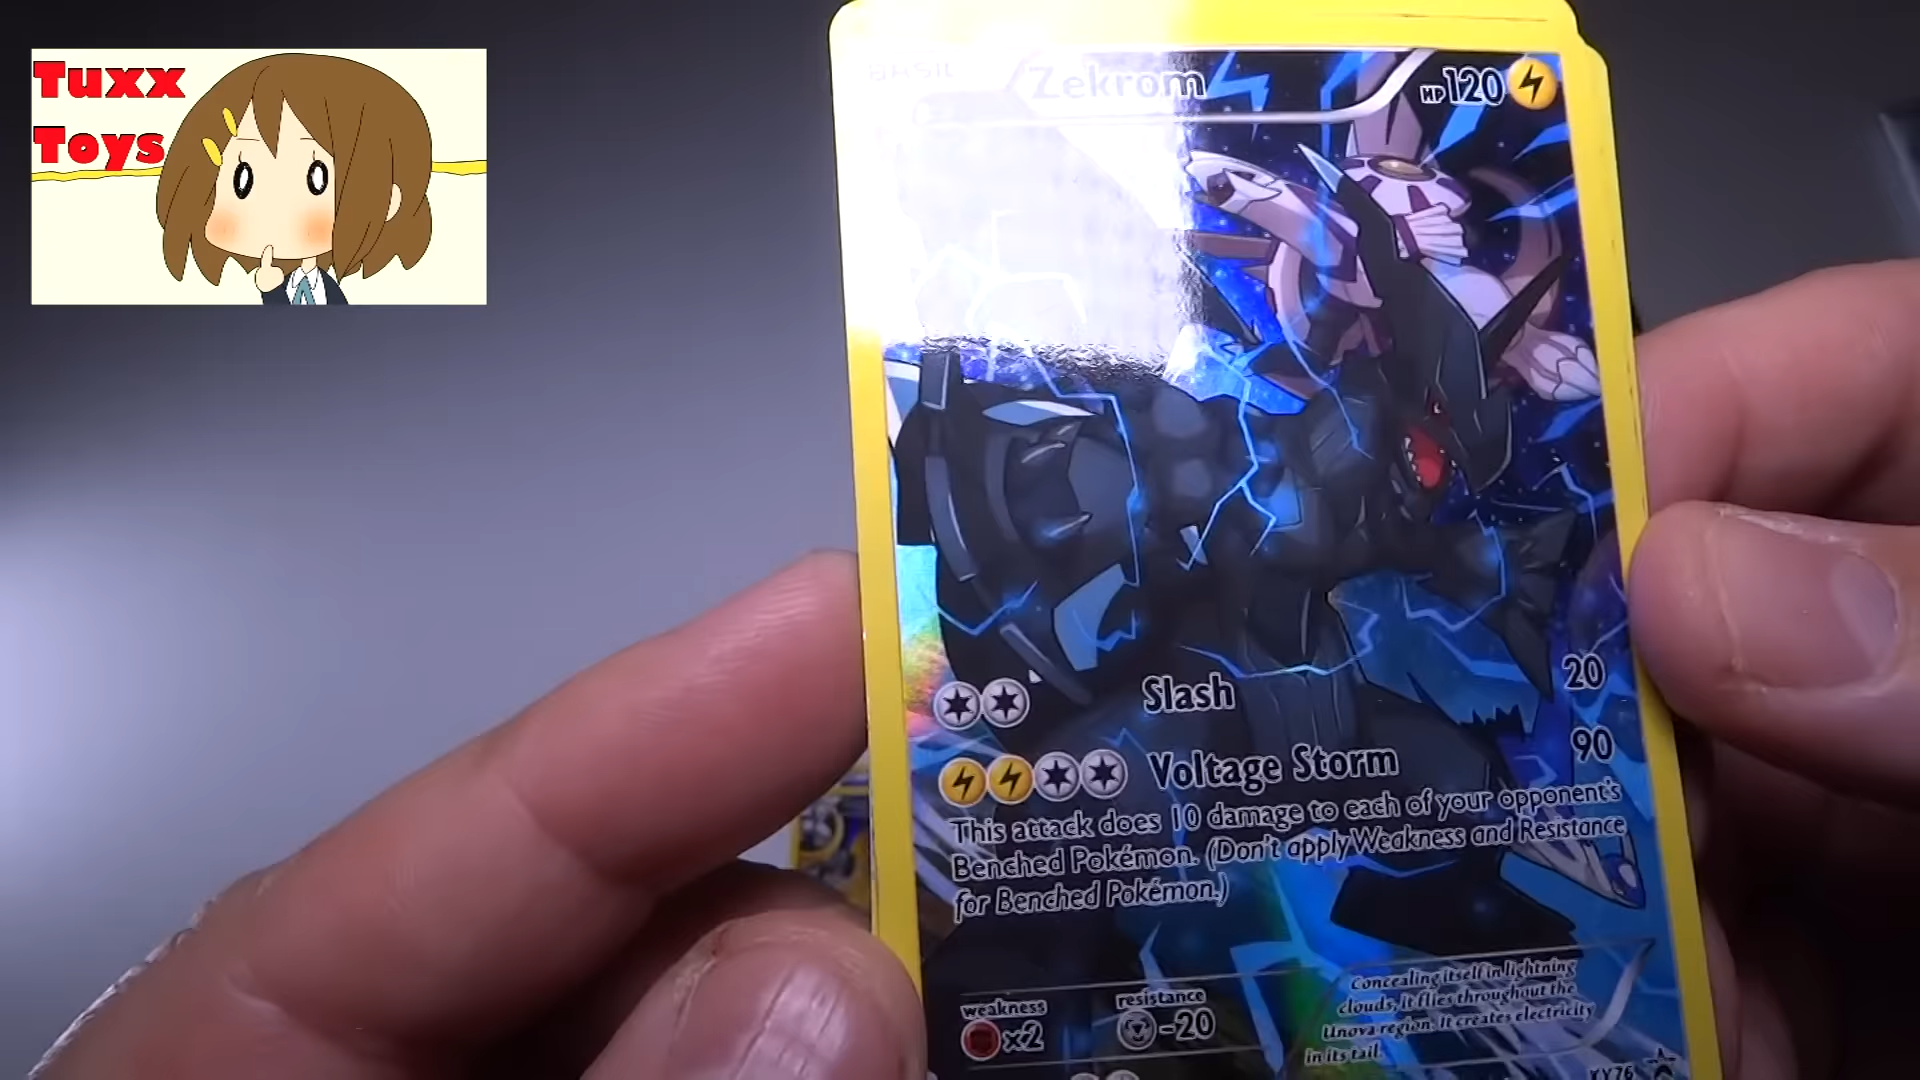 Tuxx
Toys
BASIC
Zekrom
HP120
Slash
20
Voltage Storm
90
This attack does 10 damage to each of your opponent's
Benched Pokémon. (Don't apply Weakness and Resistance
for Benched Pokémon.)
weakness
x2
resistance
-20
Concealing itself in lightning
clouds, it flies throughout the
Unova region. It creates electricity
in its tail.
XY76